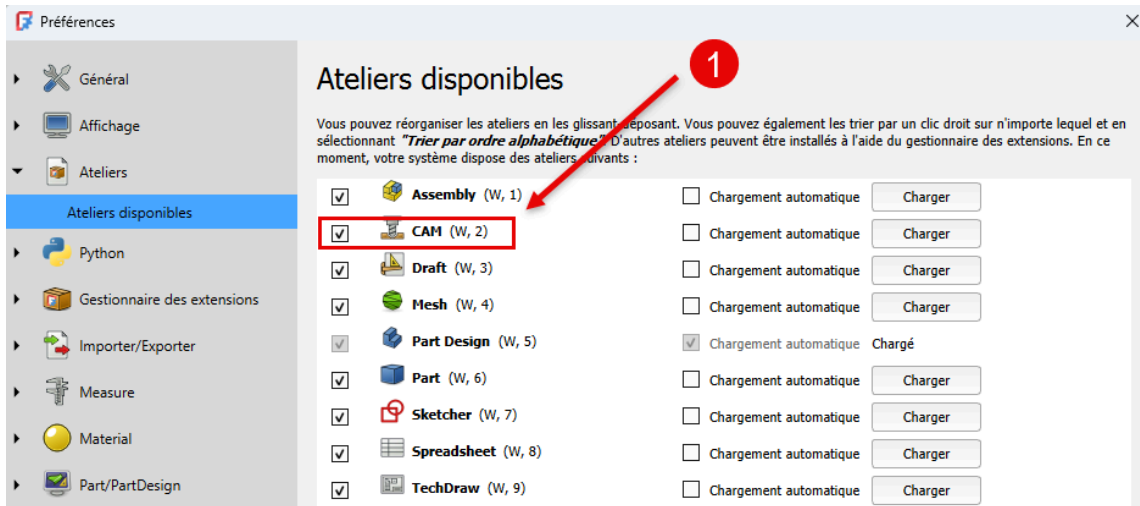 Préférences
Général
Affichage
Ateliers
Ateliers disponibles
Python
Gestionnaire des extensions
Importer/Exporter
Measure
Material
Part/PartDesign
1
Ateliers disponibles
Vous pouvez réorganiser les ateliers en les glissant-déposant. Vous pouvez également les trier par un clic droit sur n'importe lequel et en
sélectionnant "Trier par ordre alphabétique". D'autres ateliers peuvent être installés à l'aide du gestionnaire des extensions. En ce
moment, votre système dispose des ateliers suivants :
Assembly (W, 1) Chargement automatique Charger
CAM (W, 2) Chargement automatique Charger
Draft (W, 3) Chargement automatique Charger
Mesh (W, 4) Chargement automatique Charger
Part Design (W, 5) Chargement automatique Chargé
Part (W, 6) Chargement automatique Charger
Sketcher (W, 7) Chargement automatique Charger
Spreadsheet (W, 8) Chargement automatique Charger
TechDraw (W, 9) Chargement automatique Charger